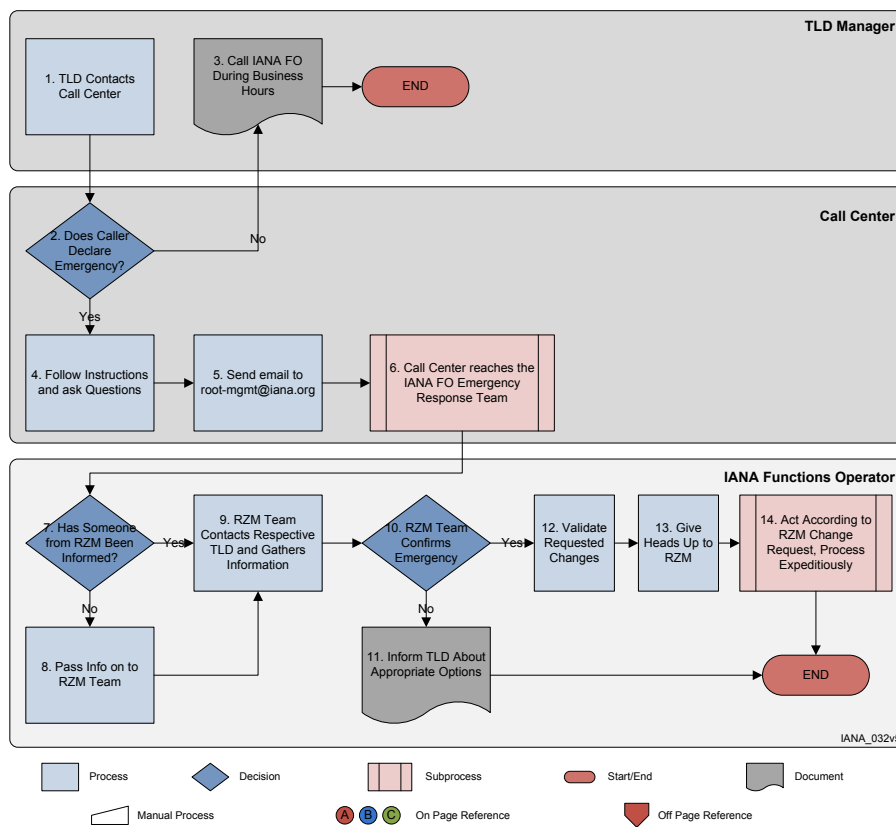 TLD Manager
1. TLD Contacts
Call Center
3. Call IANA FO
During Business
Hours
END
Call Center
2. Does Caller
Declare
Emergency?
No
Yes
4. Follow Instructions
and ask Questions
5. Send email to
root-mgmt@iana.org
6. Call Center reaches the
IANA FO Emergency
Response Team
IANA Functions Operator
7. Has Someone
from RZM Been
Informed?
Yes
No
8. Pass Info on to
RZM Team
9. RZM Team
Contacts Respective
TLD and Gathers
Information
10. RZM Team
Confirms
Emergency
Yes
No
11. Inform TLD About
Appropriate Options
12. Validate
Requested
Changes
13. Give
Heads Up to
RZM
14. Act According to
RZM Change
Request, Process
Expeditiously
END
Process
Decision
Subprocess
Start/End
Document
Manual Process
A B C On Page Reference
Off Page Reference